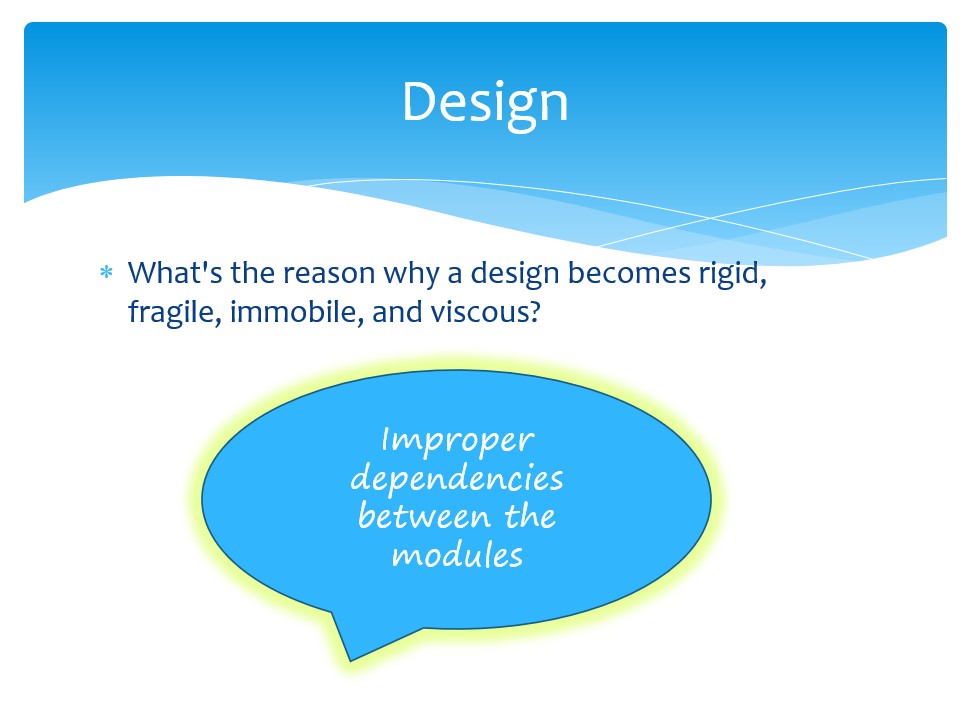 Design
What's the reason why a design becomes rigid,
fragile, immobile, and viscous?
Improper
dependencies
between the
modules